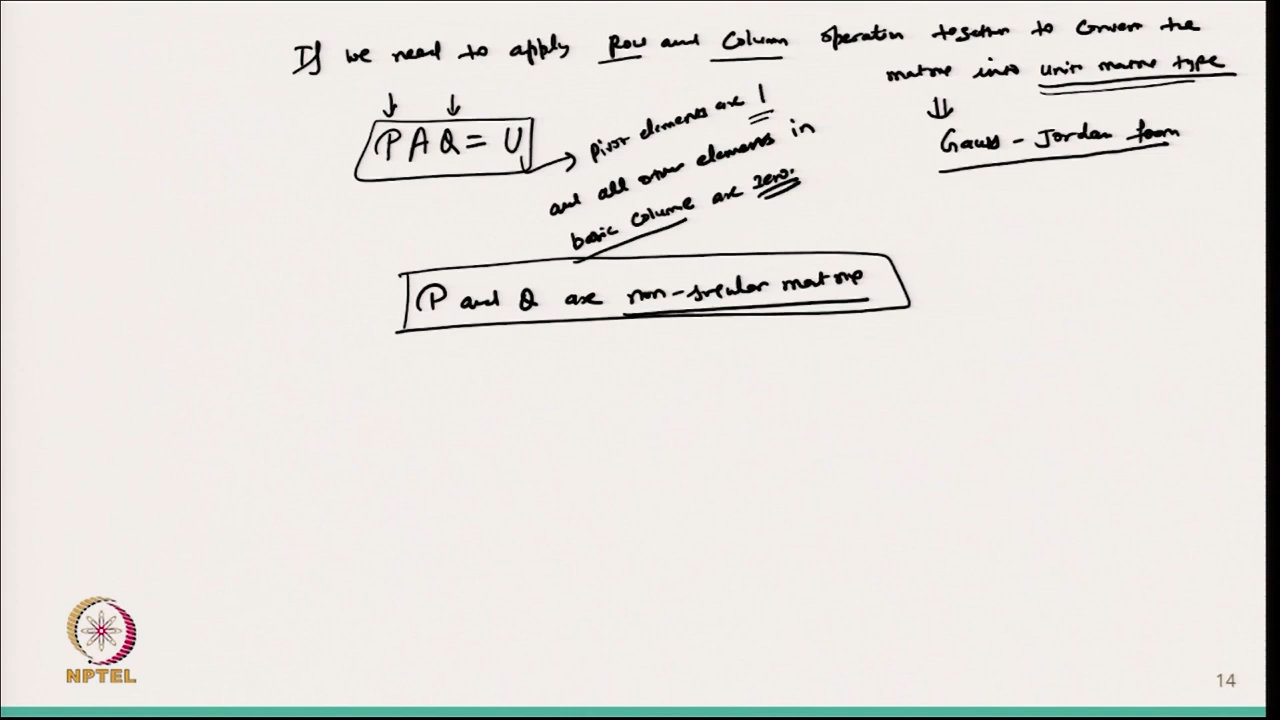 If we need to apply Row and Column operation together to convert the
matrix into unit matrix type
Gauss - Jordan form
P A Q = U
pivot elements are 1
and all other elements in
basic column are zero.
P and Q are non-singular matrix
NPTEL
14